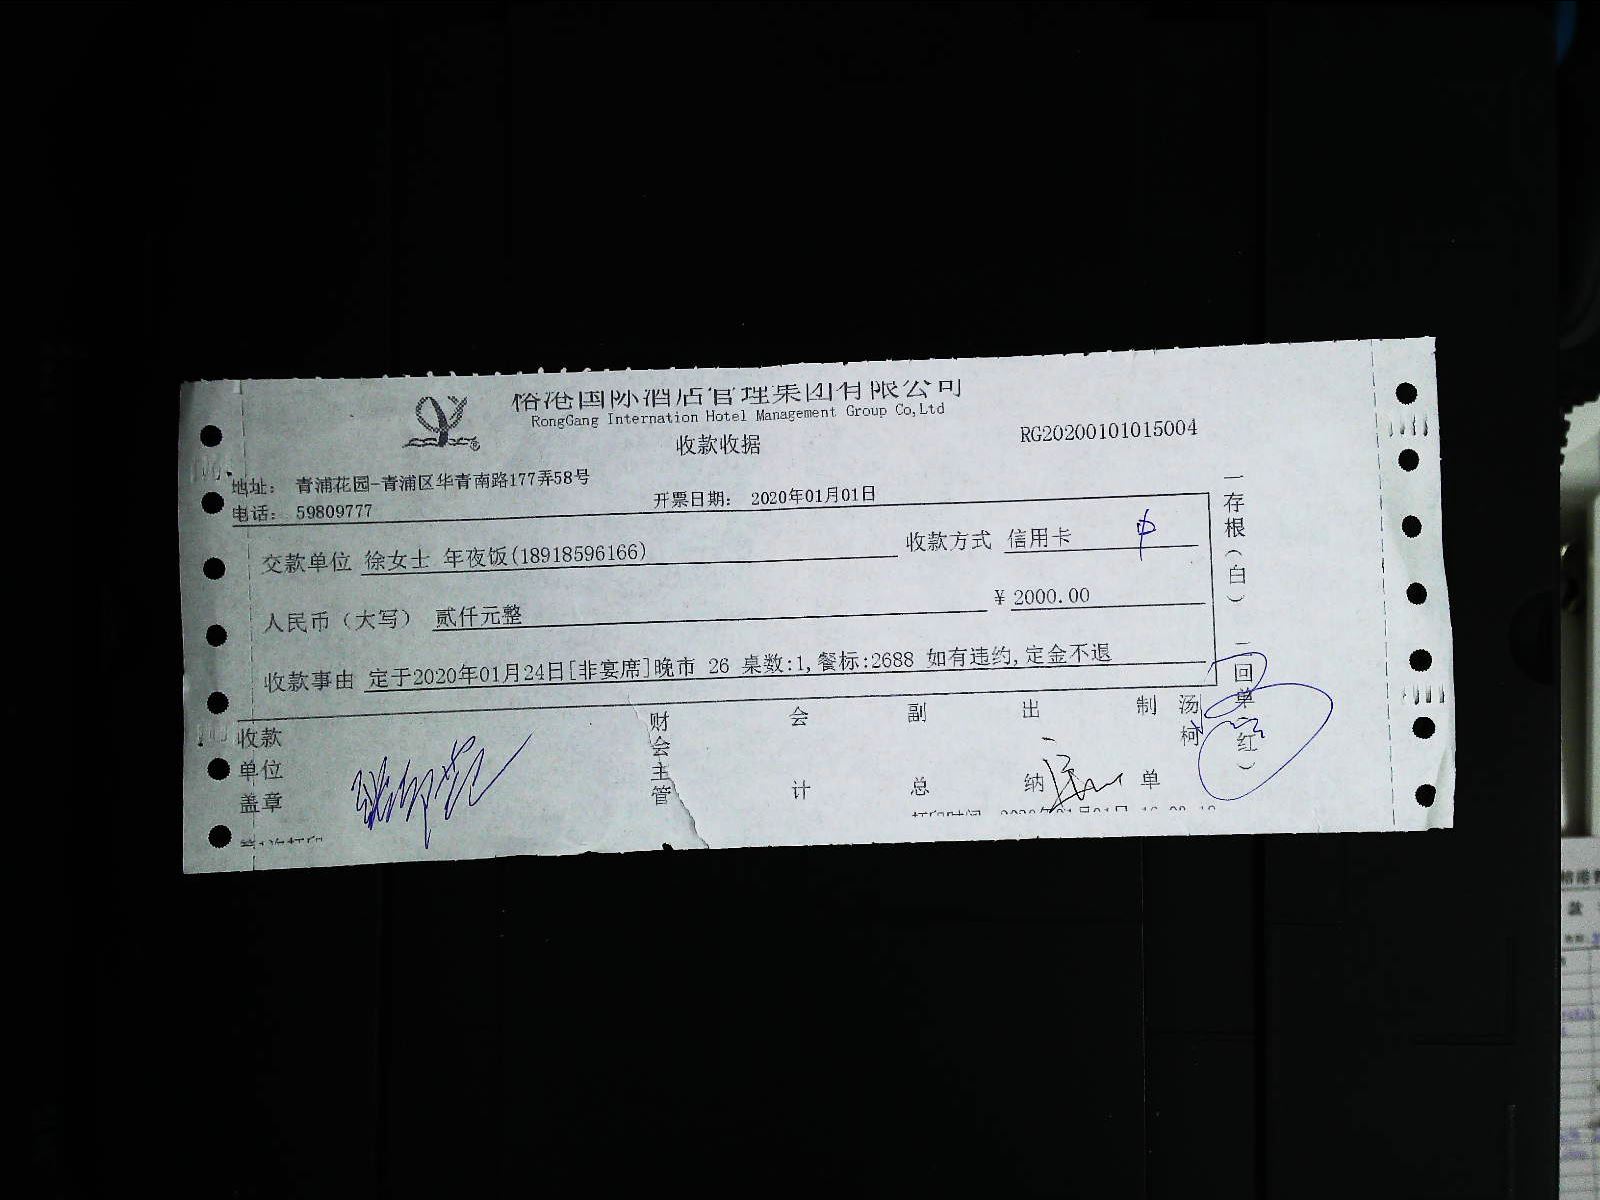 榕港国际酒店管理集团有限公司
RongGang Internation Hotel Management Group Co,Ltd
收款收据
RG20200101015004
地址： 青浦花园-青浦区华青南路177弄58号
电话： 59809777
开票日期： 2020年01月01日
交款单位 徐女士 年夜饭(18918596166)
收款方式 信用卡
人民币（大写） 贰仟元整
¥ 2000.00
收款事由 定于2020年01月24日[非宴席]晚市 26 桌数:1,餐标:2688 如有违约,定金不退
收款单位盖章
财会主管
会计
副总
出纳
制单
汤柯
一存根（白）
二回单（红）